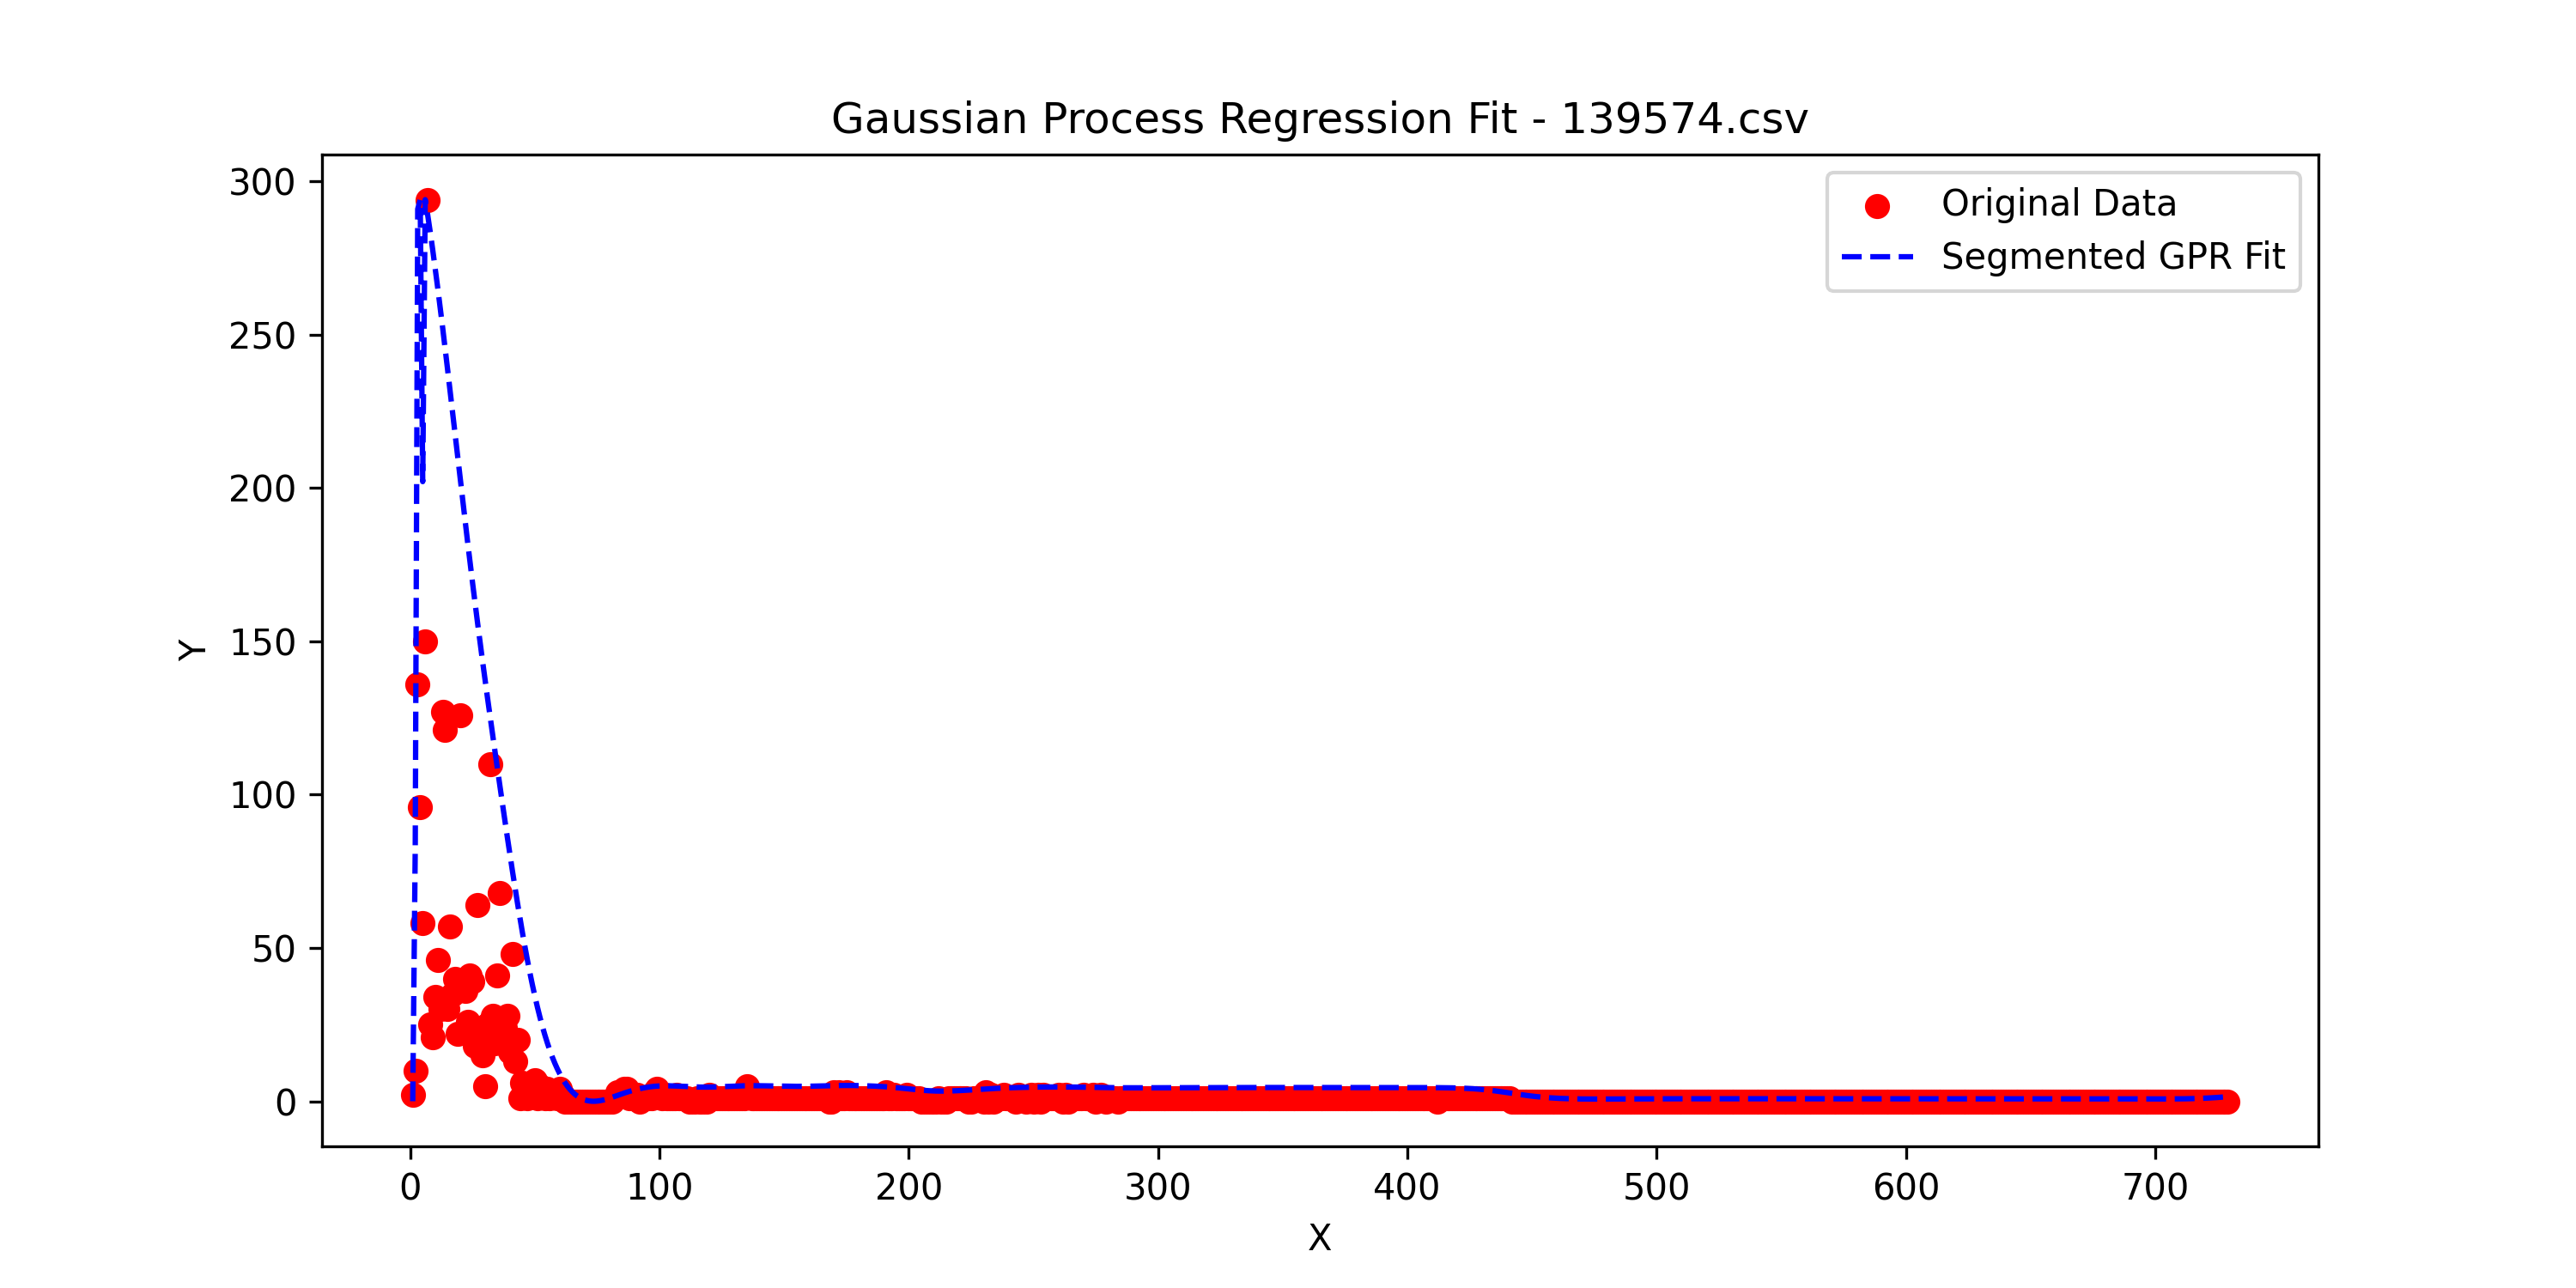 Gaussian Process Regression Fit - 139574.csv
Original Data
Segmented GPR Fit
300
250
200
150
100
50
0
Y
0 100 200 300 400 500 600 700
X